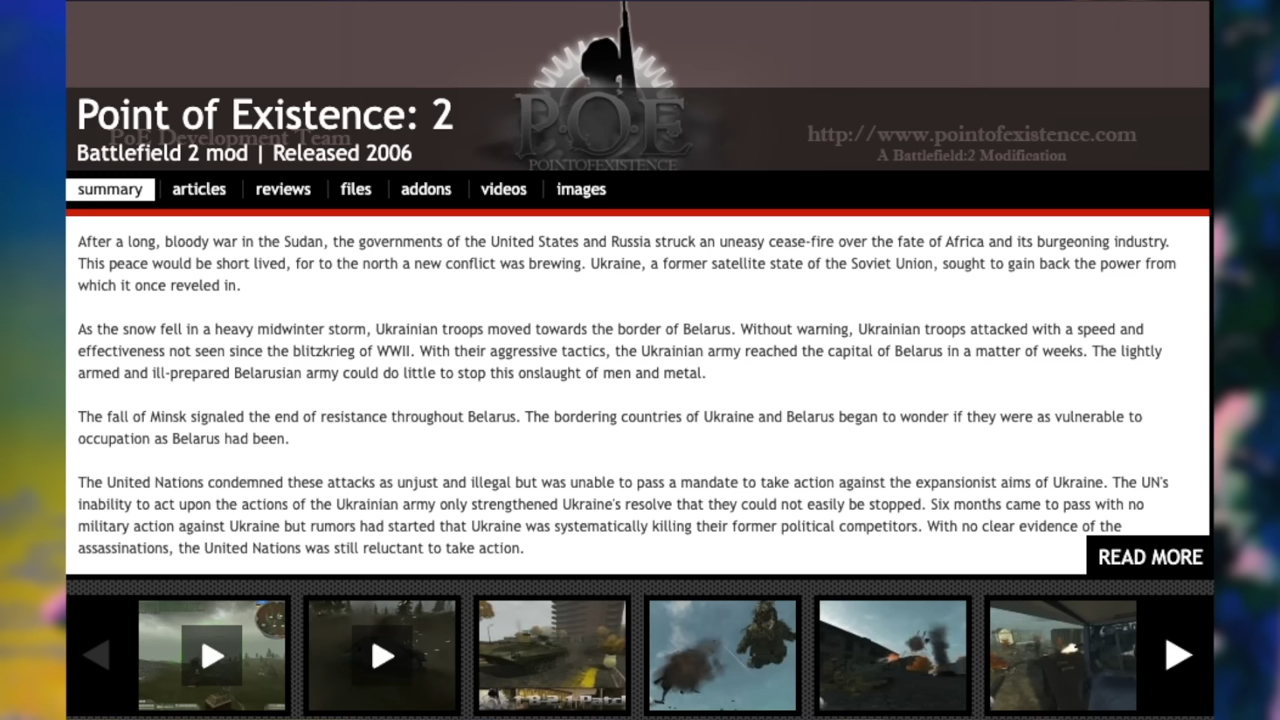 P.O.E
Point of Existence: 2
PoE Development Team
http://www.pointofexistence.com
Battlefield 2 mod | Released 2006
A Battlefield:2 Modification
POINTOFEXISTENCE
summary articles reviews files addons videos images
After a long, bloody war in the Sudan, the governments of the United States and Russia struck an uneasy cease-fire over the fate of Africa and its burgeoning industry.
This peace would be short lived, for to the north a new conflict was brewing. Ukraine, a former satellite state of the Soviet Union, sought to gain back the power from
which it once reveled in.
As the snow fell in a heavy midwinter storm, Ukrainian troops moved towards the border of Belarus. Without warning, Ukrainian troops attacked with a speed and
effectiveness not seen since the blitzkrieg of WWII. With their aggressive tactics, the Ukrainian army reached the capital of Belarus in a matter of weeks. The lightly
armed and ill-prepared Belarusian army could do little to stop this onslaught of men and metal.
The fall of Minsk signaled the end of resistance throughout Belarus. The bordering countries of Ukraine and Belarus began to wonder if they were as vulnerable to
occupation as Belarus had been.
The United Nations condemned these attacks as unjust and illegal but was unable to pass a mandate to take action against the expansionist aims of Ukraine. The UN's
inability to act upon the actions of the Ukrainian army only strengthened Ukraine's resolve that they could not easily be stopped. Six months came to pass with no
military action against Ukraine but rumors had started that Ukraine was systematically killing their former political competitors. With no clear evidence of the
assassinations, the United Nations was still reluctant to take action.
READ MORE